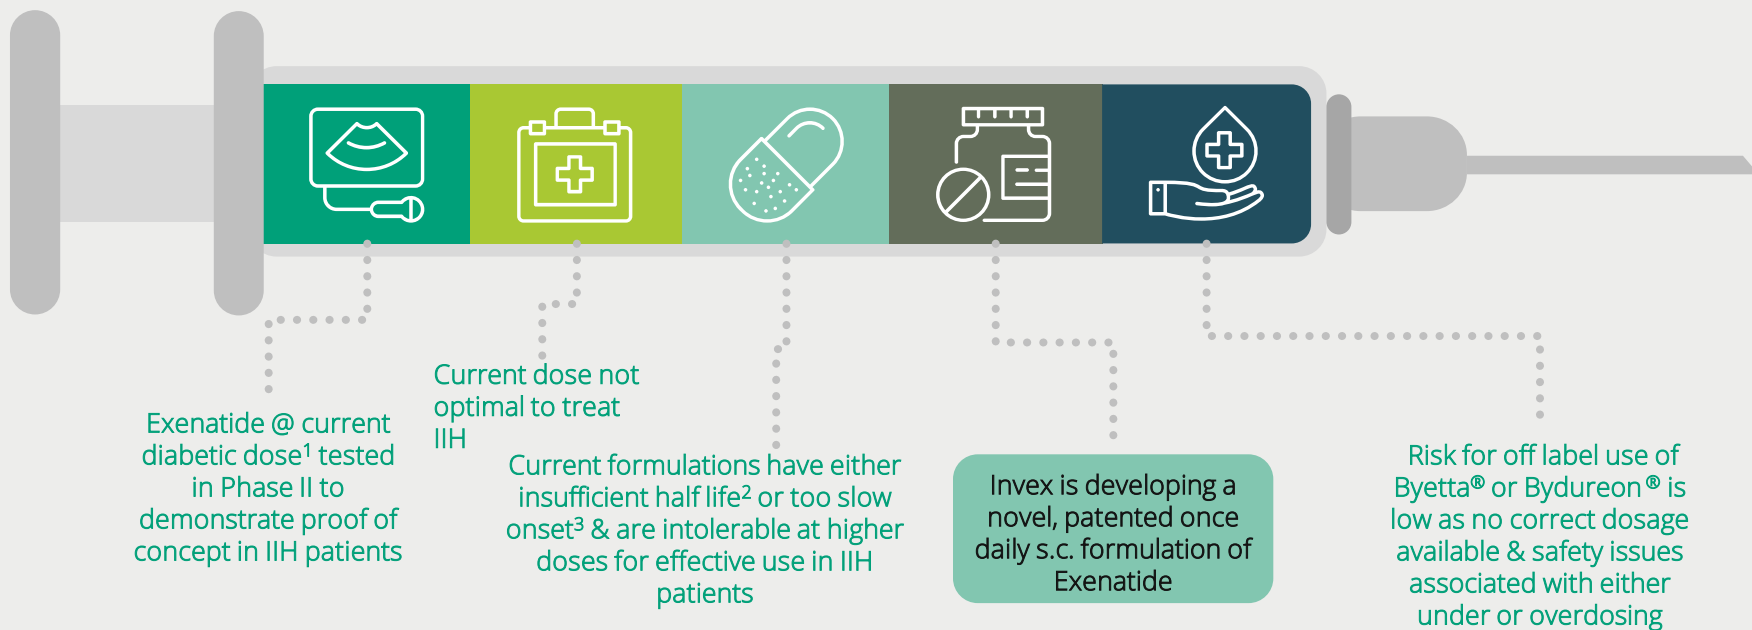 Exenatide @ current
diabetic dose¹ tested
in Phase II to
demonstrate proof of
concept in IIH patients
Current dose not
optimal to treat
IIH
Current formulations have either
insufficient half life² or too slow
onset³ & are intolerable at higher
doses for effective use in IIH
patients
Invex is developing a
novel, patented once
daily s.c. formulation of
Exenatide
Risk for off label use of
Byetta® or Bydureon ® is
low as no correct dosage
available & safety issues
associated with either
under or overdosing